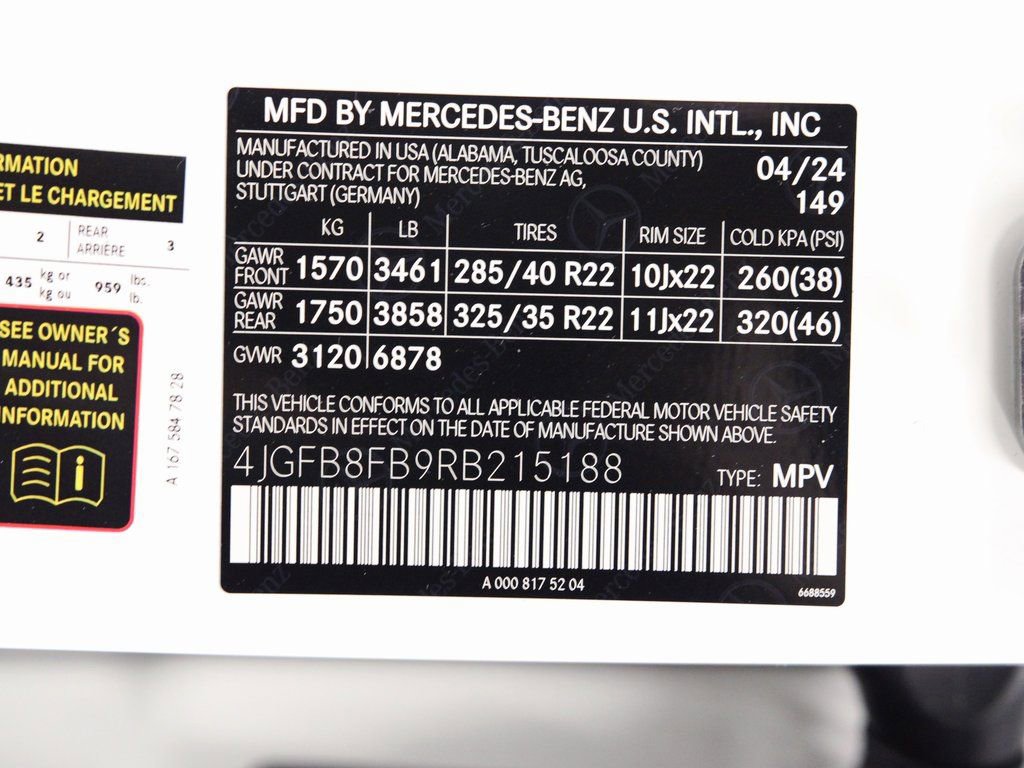 RMATION
ET LE CHARGEMENT
2 REAR ARRIÈRE 3
435 kg or kg ou 959 lbs. lb.
SEE OWNER´S
MANUAL FOR
ADDITIONAL
INFORMATION
A 167 584 78 28
MFD BY MERCEDES-BENZ U.S. INTL., INC
MANUFACTURED IN USA (ALABAMA, TUSCALOOSA COUNTY)
UNDER CONTRACT FOR MERCEDES-BENZ AG,
STUTTGART (GERMANY)
04/24
149
KG LB TIRES RIM SIZE COLD KPA(PSI)
GAWR FRONT 1570 3461 285/40 R22 10Jx22 260(38)
GAWR REAR 1750 3858 325/35 R22 11Jx22 320(46)
GVWR 3120 6878
THIS VEHICLE CONFORMS TO ALL APPLICABLE FEDERAL MOTOR VEHICLE SAFETY
STANDARDS IN EFFECT ON THE DATE OF MANUFACTURE SHOWN ABOVE.
4JGFB8FB9RB215188 TYPE: MPV
A 000 817 52 04
6688559